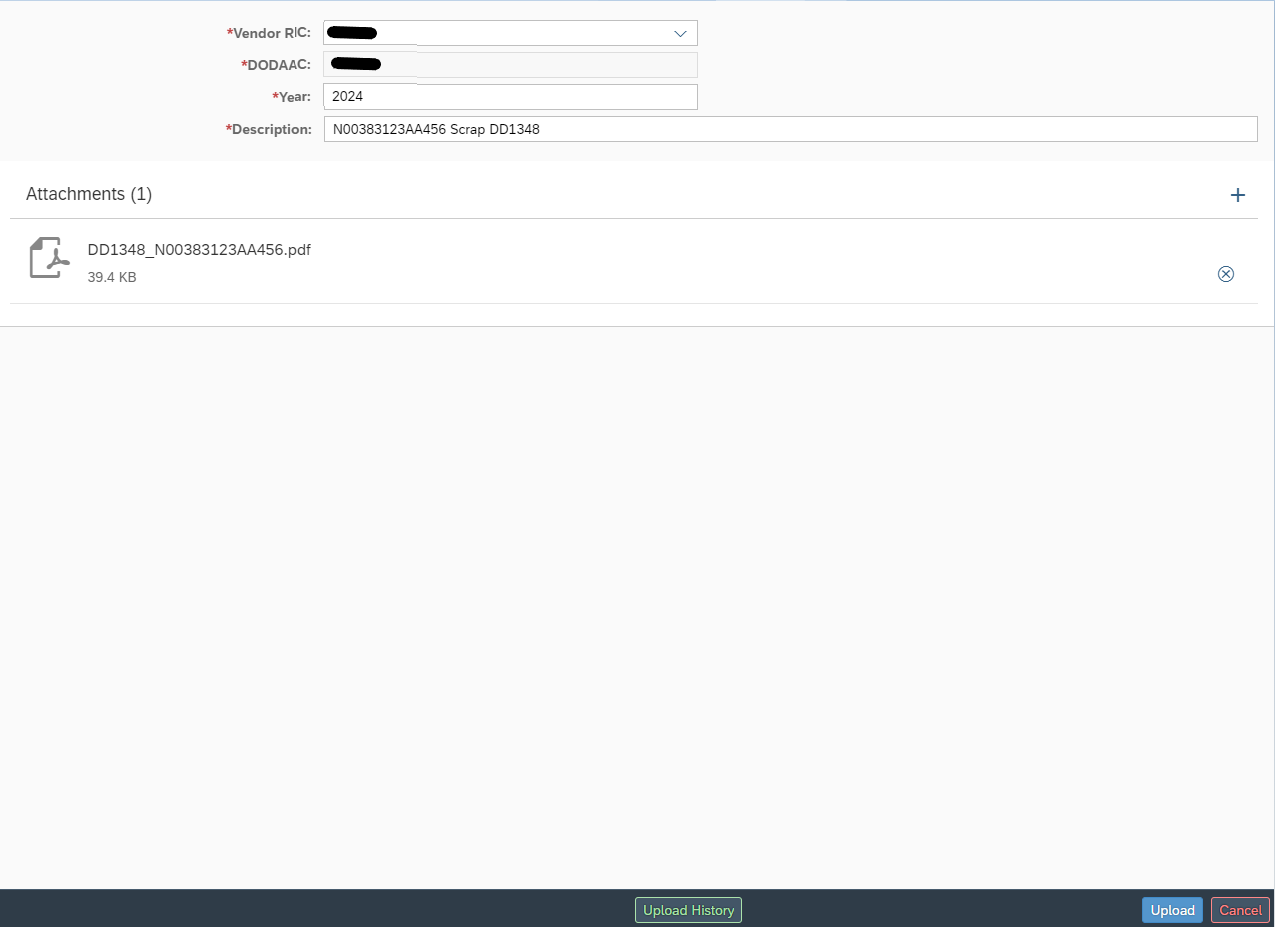 *Vendor RIC:
*DODAAC:
*Year: 2024
*Description: N00383123AA456 Scrap DD1348
Attachments (1)
DD1348_N00383123AA456.pdf
39.4 KB
Upload History Upload Cancel